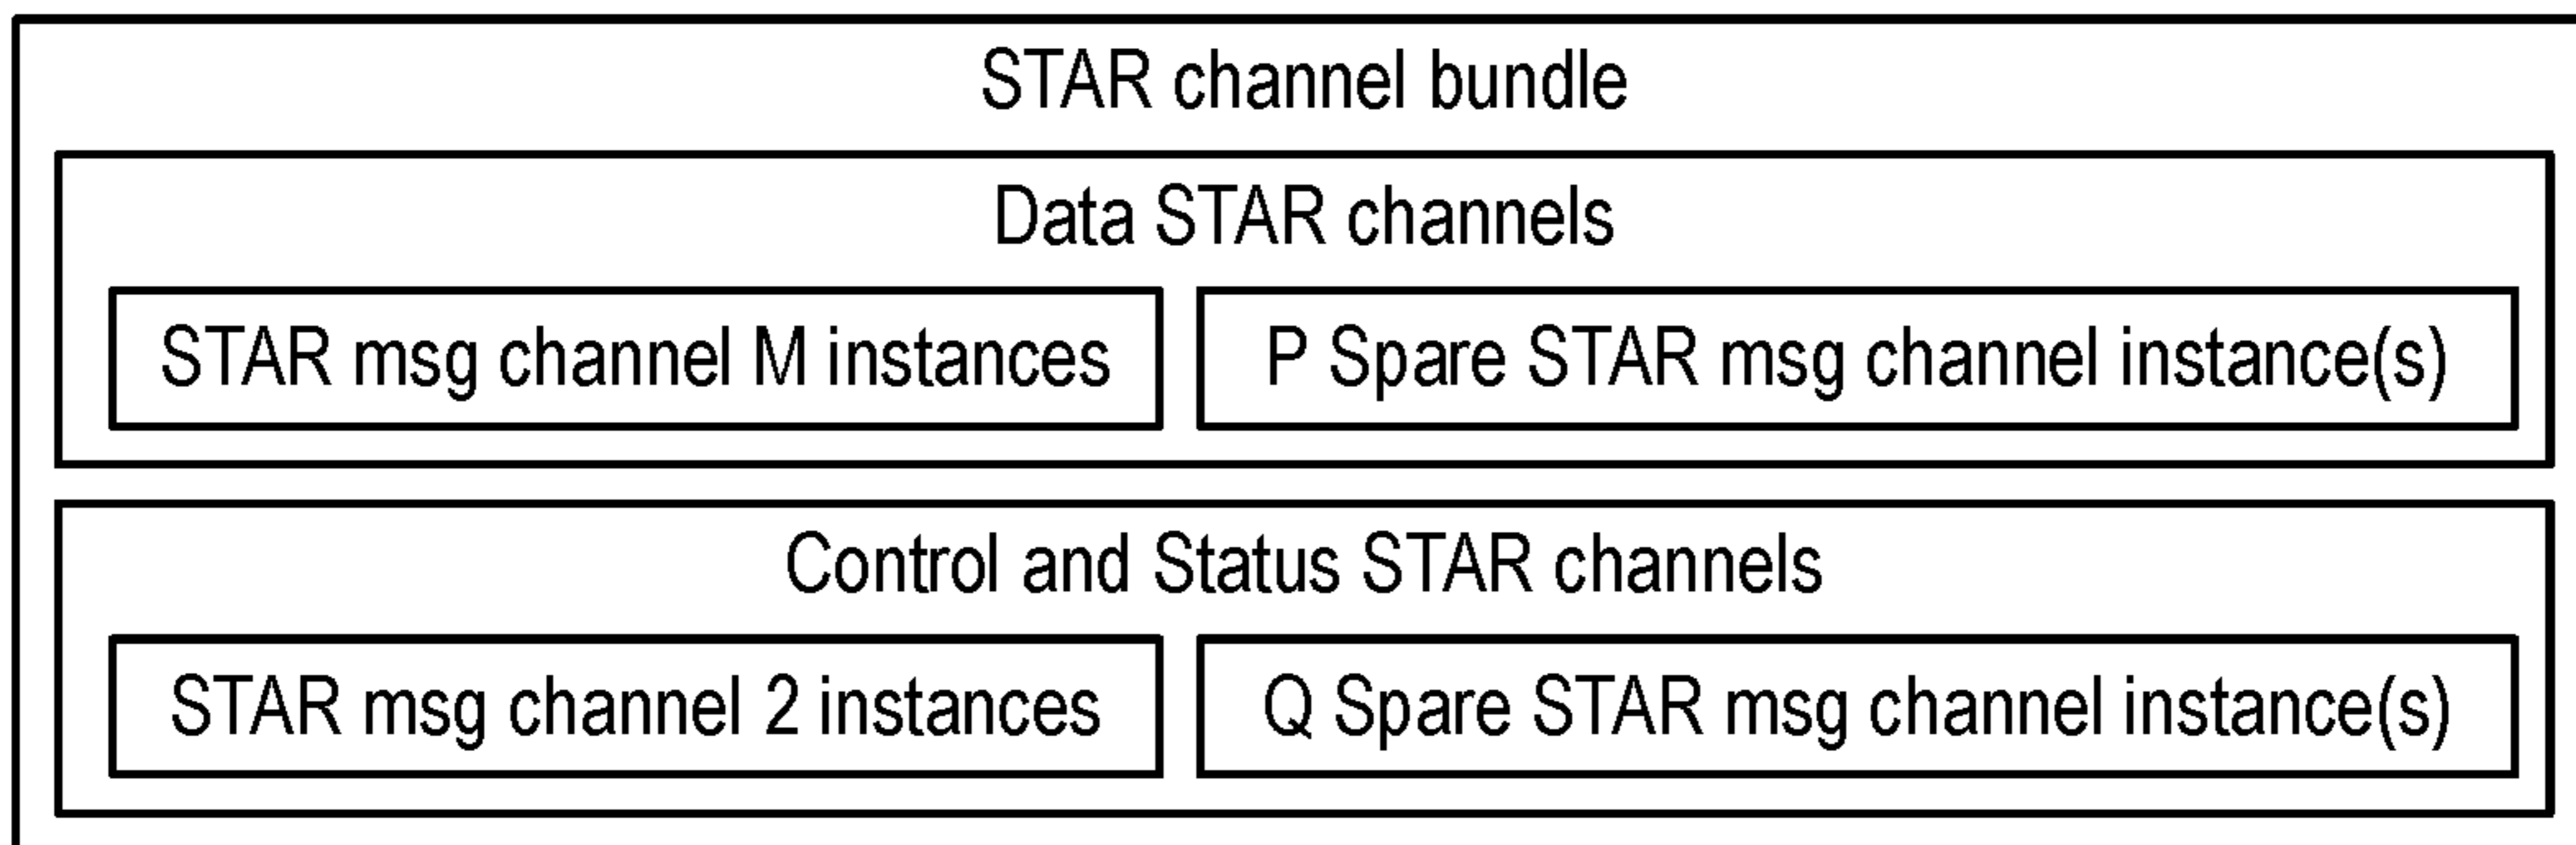 STAR channel bundle
Data STAR channels
STAR msg channel M instances
P Spare STAR msg channel instance(s)
Control and Status STAR channels
STAR msg channel 2 instances
Q Spare STAR msg channel instance(s)